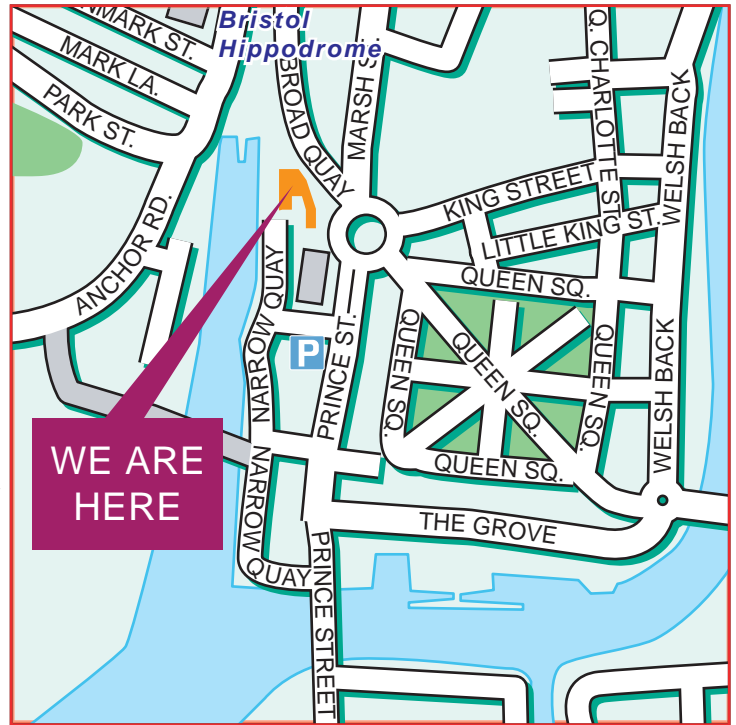 Bristol
Hippodrome
NMARK ST.
MARK LA.
PARK ST.
BROAD QUAY
MARSH S
Q. CHARLOTTE ST.
WELSH BACK
KING STREET
LITTLE KING ST.
ANCHOR RD.
QUEEN SQ.
NARROW QUAY
PRINCE ST.
QUEEN SQ.
QUEEN SQ.
QUEEN SQ.
WELSH BACK
P
WE ARE
HERE
NARROW
QUAY
QUEEN SQ.
THE GROVE
PRINCE STREET